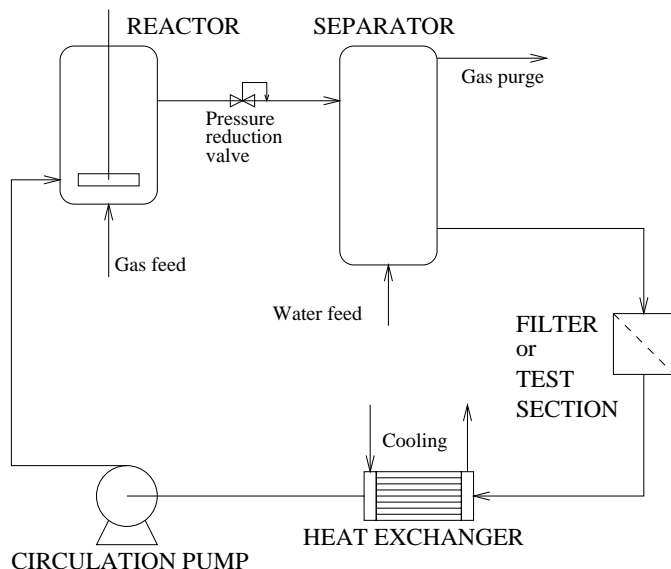 REACTOR
SEPARATOR
Gas purge
Pressure
reduction
valve
Gas feed
Water feed
FILTER
or
TEST
SECTION
Cooling
HEAT EXCHANGER
CIRCULATION PUMP